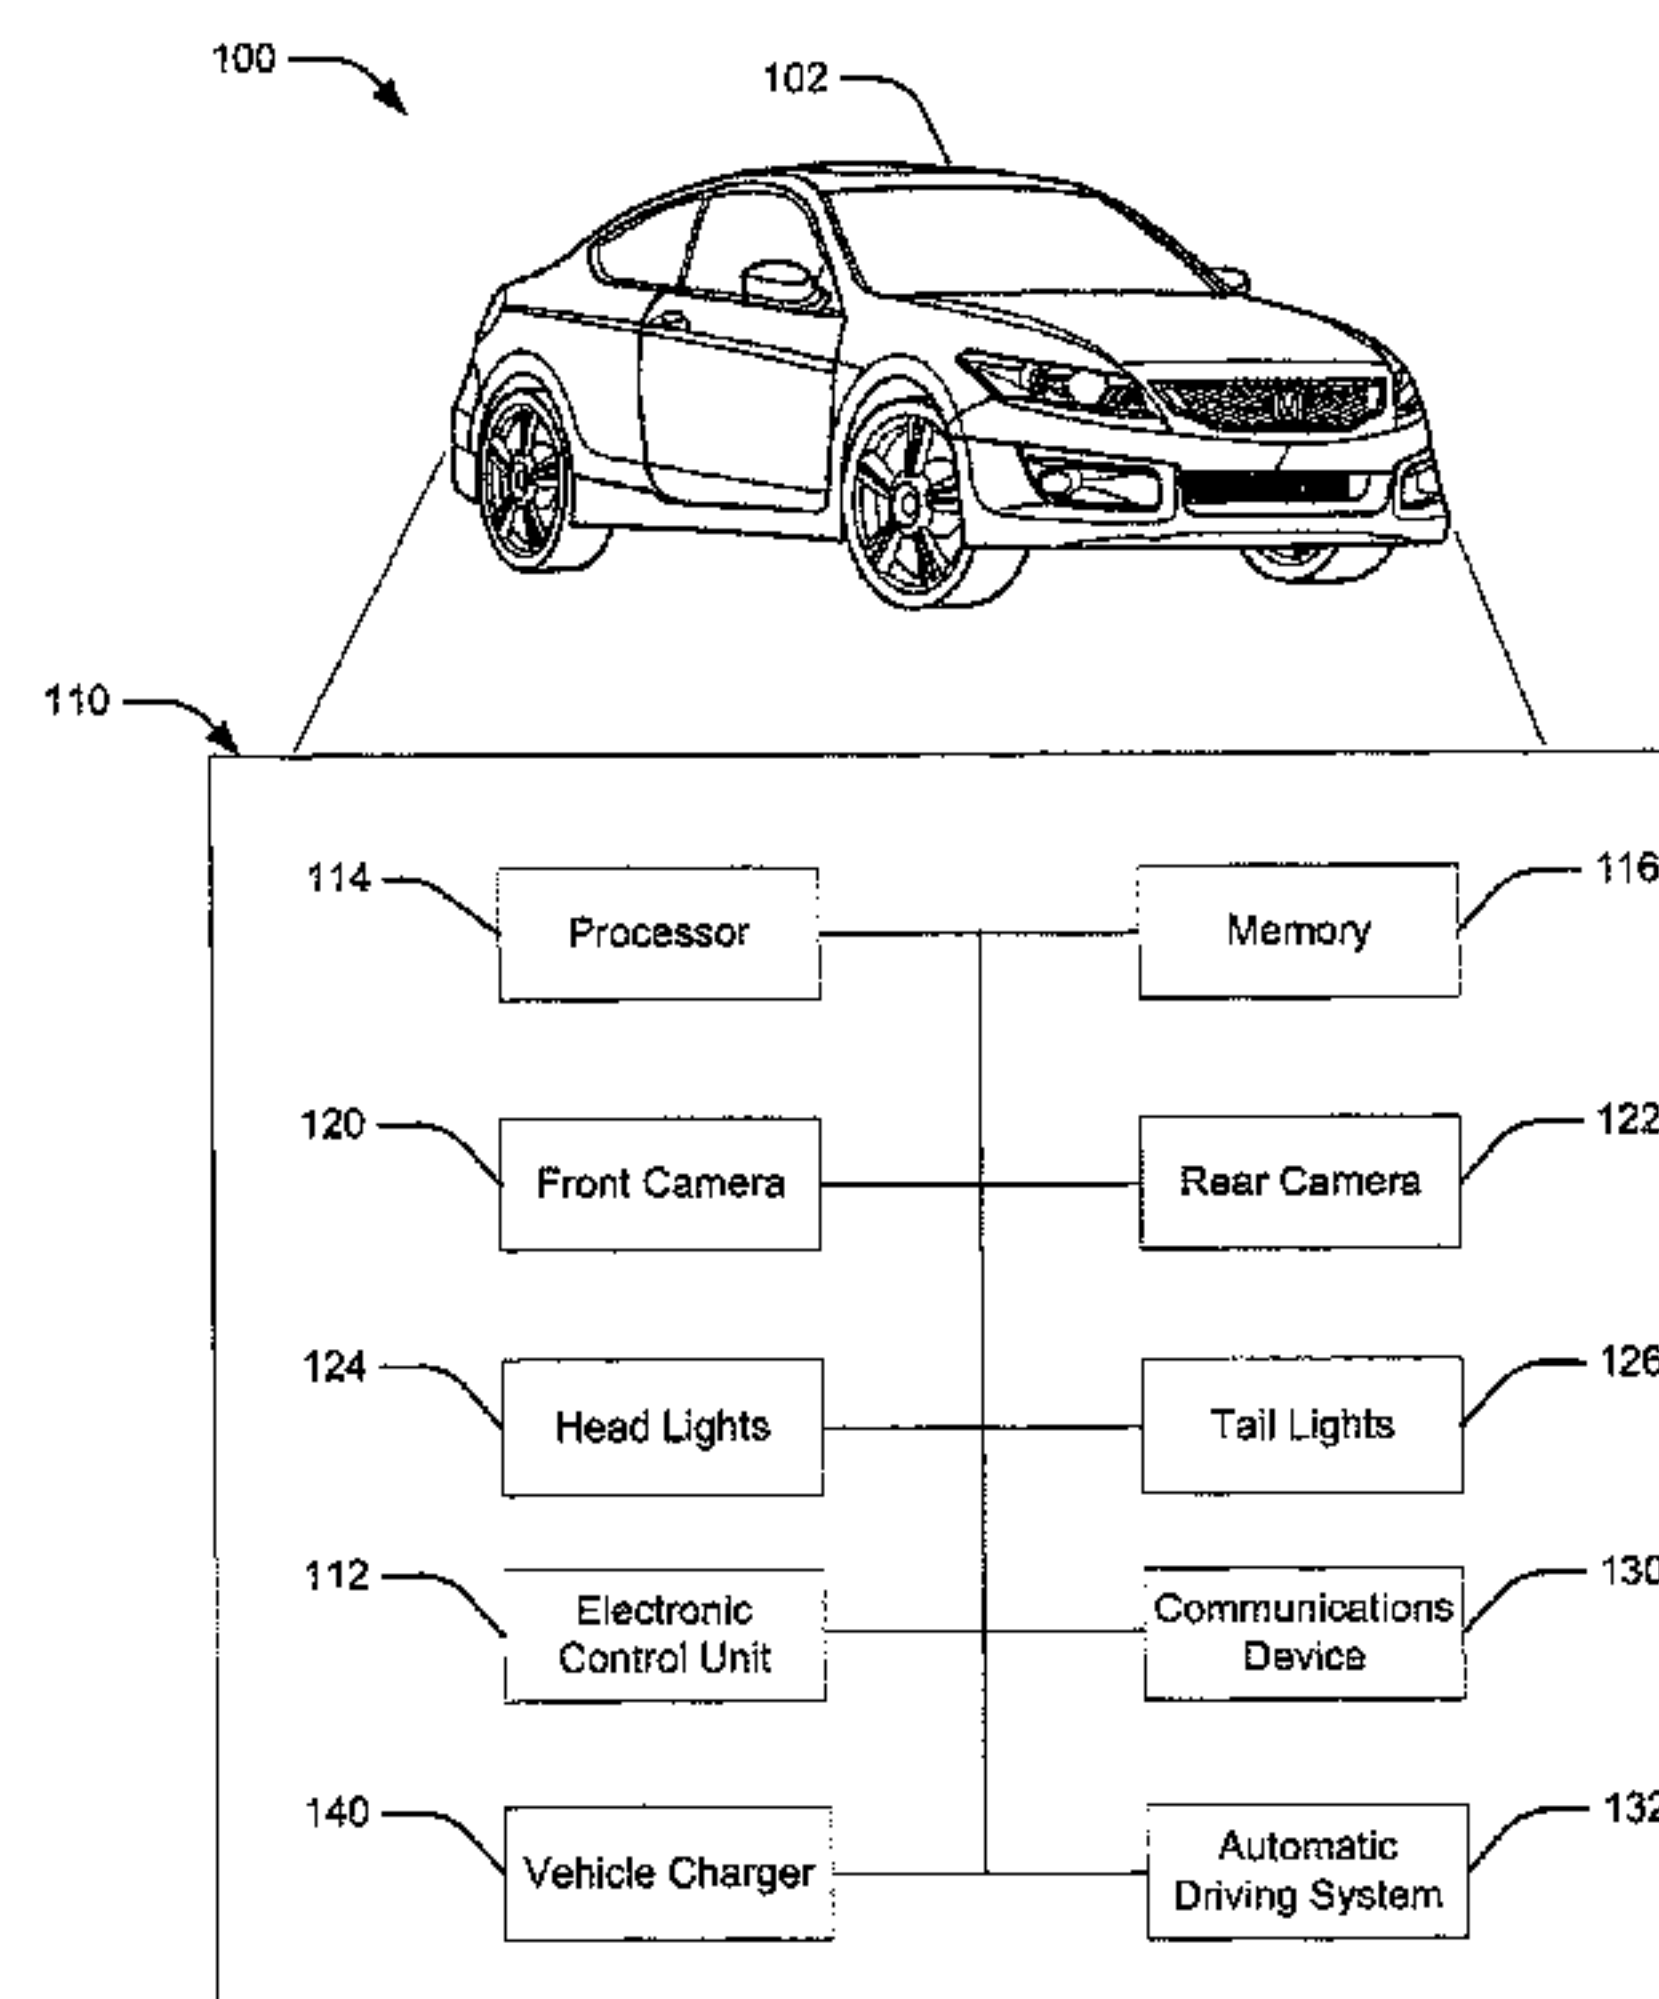 100
102
110
114
Processor
Memory
116
120
Front Camera
Rear Camera
122
124
Head Lights
Tail Lights
126
112
Electronic
Control Unit
Communications
Device
130
140
Vehicle Charger
Automatic
Driving System
132